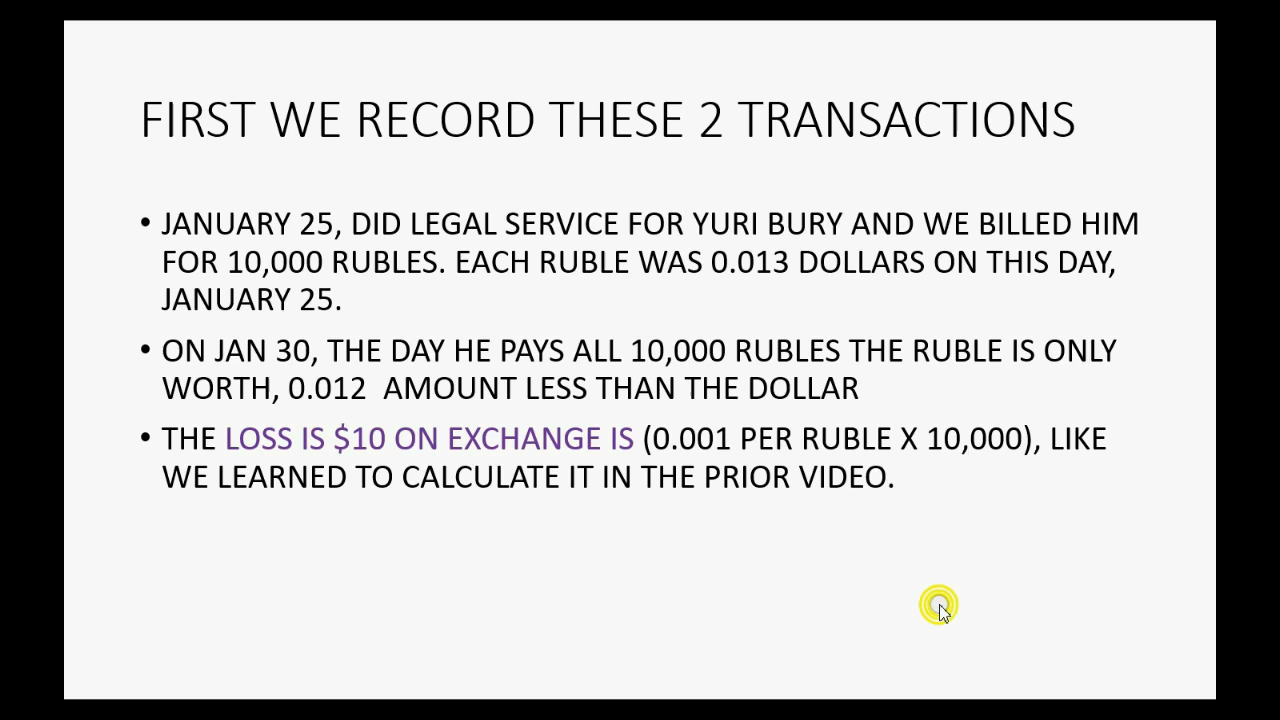 FIRST WE RECORD THESE 2 TRANSACTIONS
• JANUARY 25, DID LEGAL SERVICE FOR YURI BURY AND WE BILLED HIM
FOR 10,000 RUBLES. EACH RUBLE WAS 0.013 DOLLARS ON THIS DAY,
JANUARY 25.
• ON JAN 30, THE DAY HE PAYS ALL 10,000 RUBLES THE RUBLE IS ONLY
WORTH, 0.012  AMOUNT LESS THAN THE DOLLAR
• THE LOSS IS $10 ON EXCHANGE IS (0.001 PER RUBLE X 10,000), LIKE
WE LEARNED TO CALCULATE IT IN THE PRIOR VIDEO.